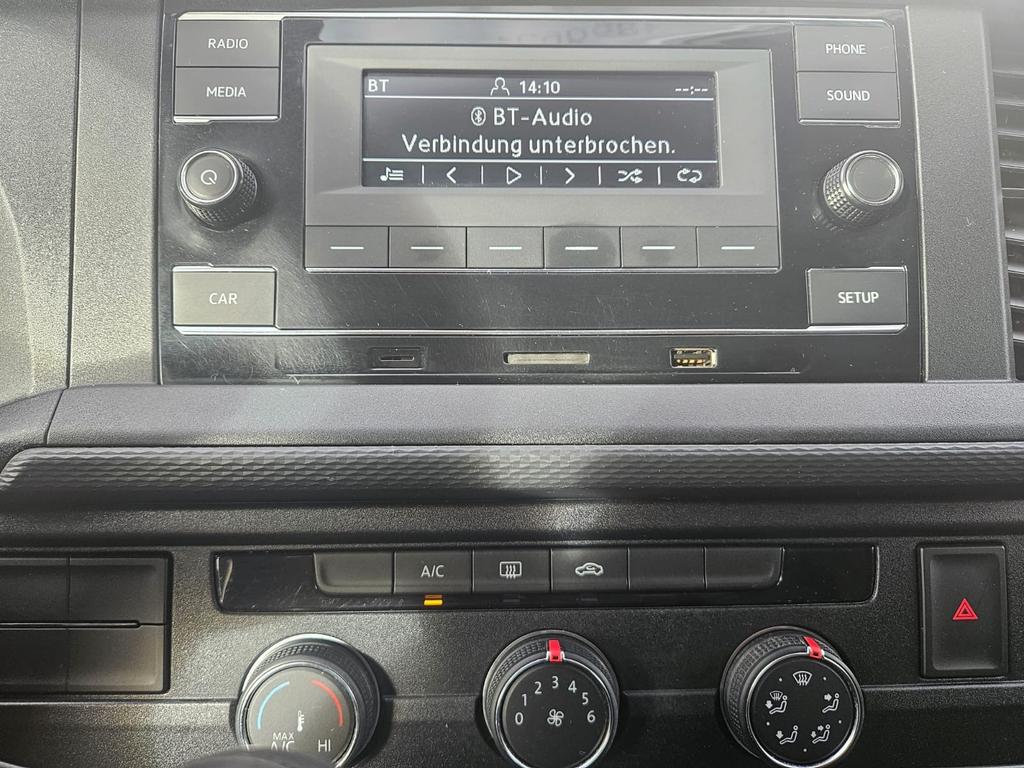 RADIO
PHONE
MEDIA
SOUND
BT 14:10 --:--
BT-Audio
Verbindung unterbrochen.
CAR
SETUP
A/C
0 1 2 3 4 5 6
MAX
A/C HI